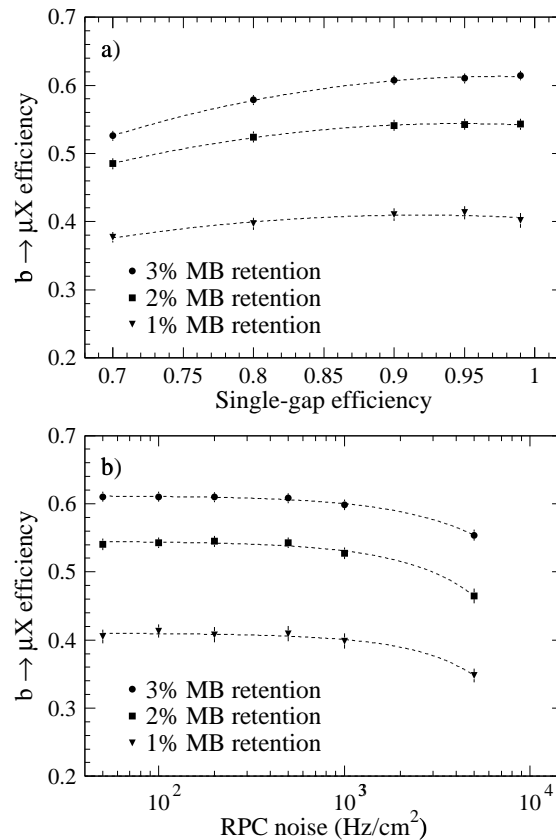 a)
b → μX efficiency
0.7
0.6
0.5
0.4
0.3
0.2
3% MB retention
2% MB retention
1% MB retention
0.7 0.75 0.8 0.85 0.9 0.95 1
Single-gap efficiency
b)
b → μX efficiency
0.7
0.6
0.5
0.4
0.3
0.2
3% MB retention
2% MB retention
1% MB retention
10² 10³ 10⁴
RPC noise (Hz/cm²)